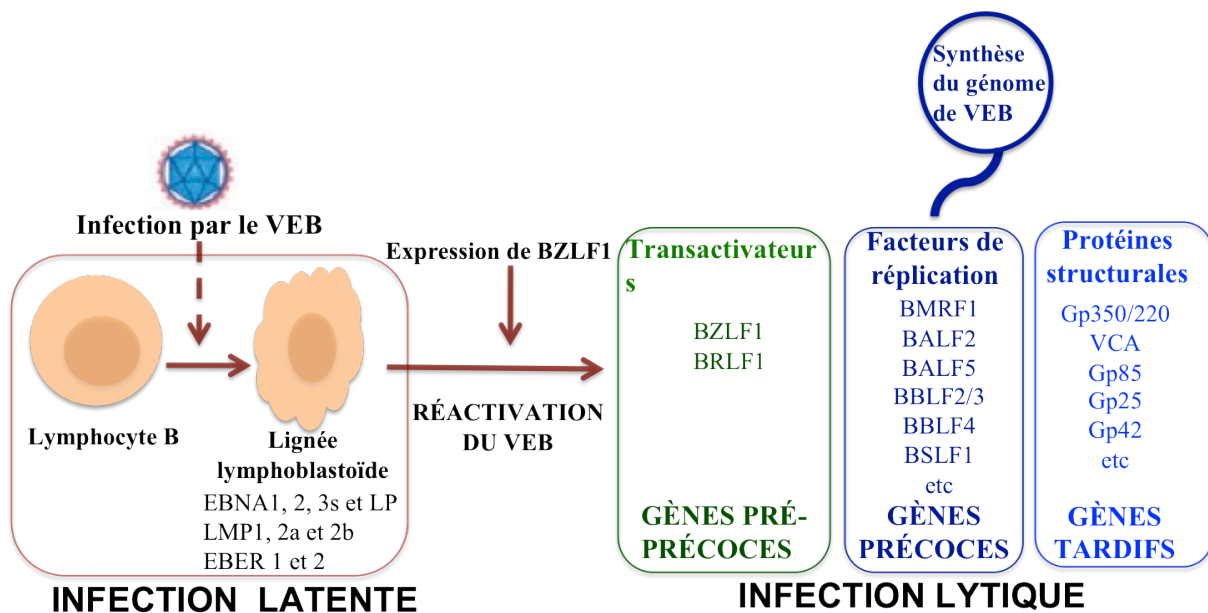 Synthèse
du génome
de VEB
Infection par le VEB
Lymphocyte B
Lignée
lymphoblastoïde
EBNA1, 2, 3s et LP
LMP1, 2a et 2b
EBER 1 et 2
INFECTION LATENTE
Expression de BZLF1
RÉACTIVATION
DU VEB
Transactivateur
s
BZLF1
BRLF1
GÈNES PRÉ-
PRÉCOCES
Facteurs de
réplication
BMRF1
BALF2
BALF5
BBLF2/3
BBLF4
BSLF1
etc
GÈNES
PRÉCOCES
Protéines
structurales
Gp350/220
VCA
Gp85
Gp25
Gp42
etc
GÈNES
TARDIFS
INFECTION LYTIQUE